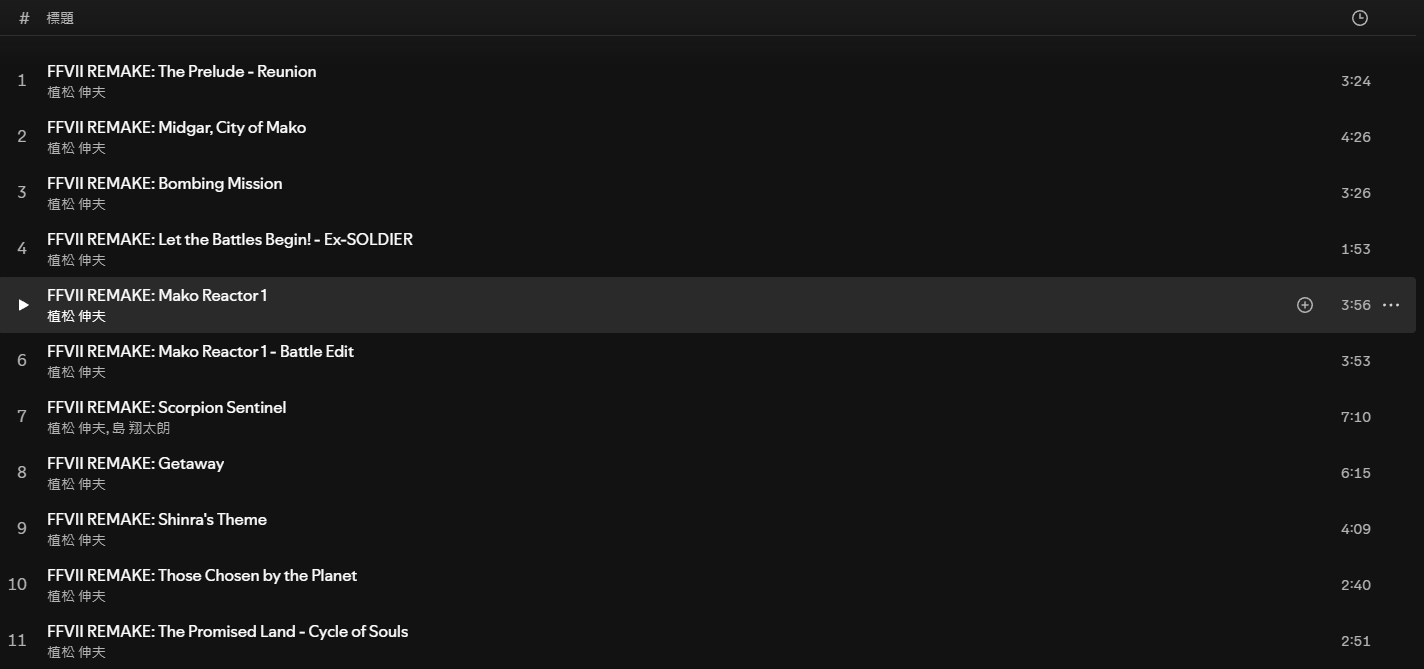 # 標題
1 FFVII REMAKE: The Prelude - Reunion 3:24
植松 伸夫
2 FFVII REMAKE: Midgar, City of Mako 4:26
植松 伸夫
3 FFVII REMAKE: Bombing Mission 3:26
植松 伸夫
4 FFVII REMAKE: Let the Battles Begin! - Ex-SOLDIER 1:53
植松 伸夫
FFVII REMAKE: Mako Reactor 1 3:56
植松 伸夫
6 FFVII REMAKE: Mako Reactor 1 - Battle Edit 3:53
植松 伸夫
7 FFVII REMAKE: Scorpion Sentinel 7:10
植松 伸夫, 島 翔太朗
8 FFVII REMAKE: Getaway 6:15
植松 伸夫
9 FFVII REMAKE: Shinra's Theme 4:09
植松 伸夫
10 FFVII REMAKE: Those Chosen by the Planet 2:40
植松 伸夫
11 FFVII REMAKE: The Promised Land - Cycle of Souls 2:51
植松 伸夫